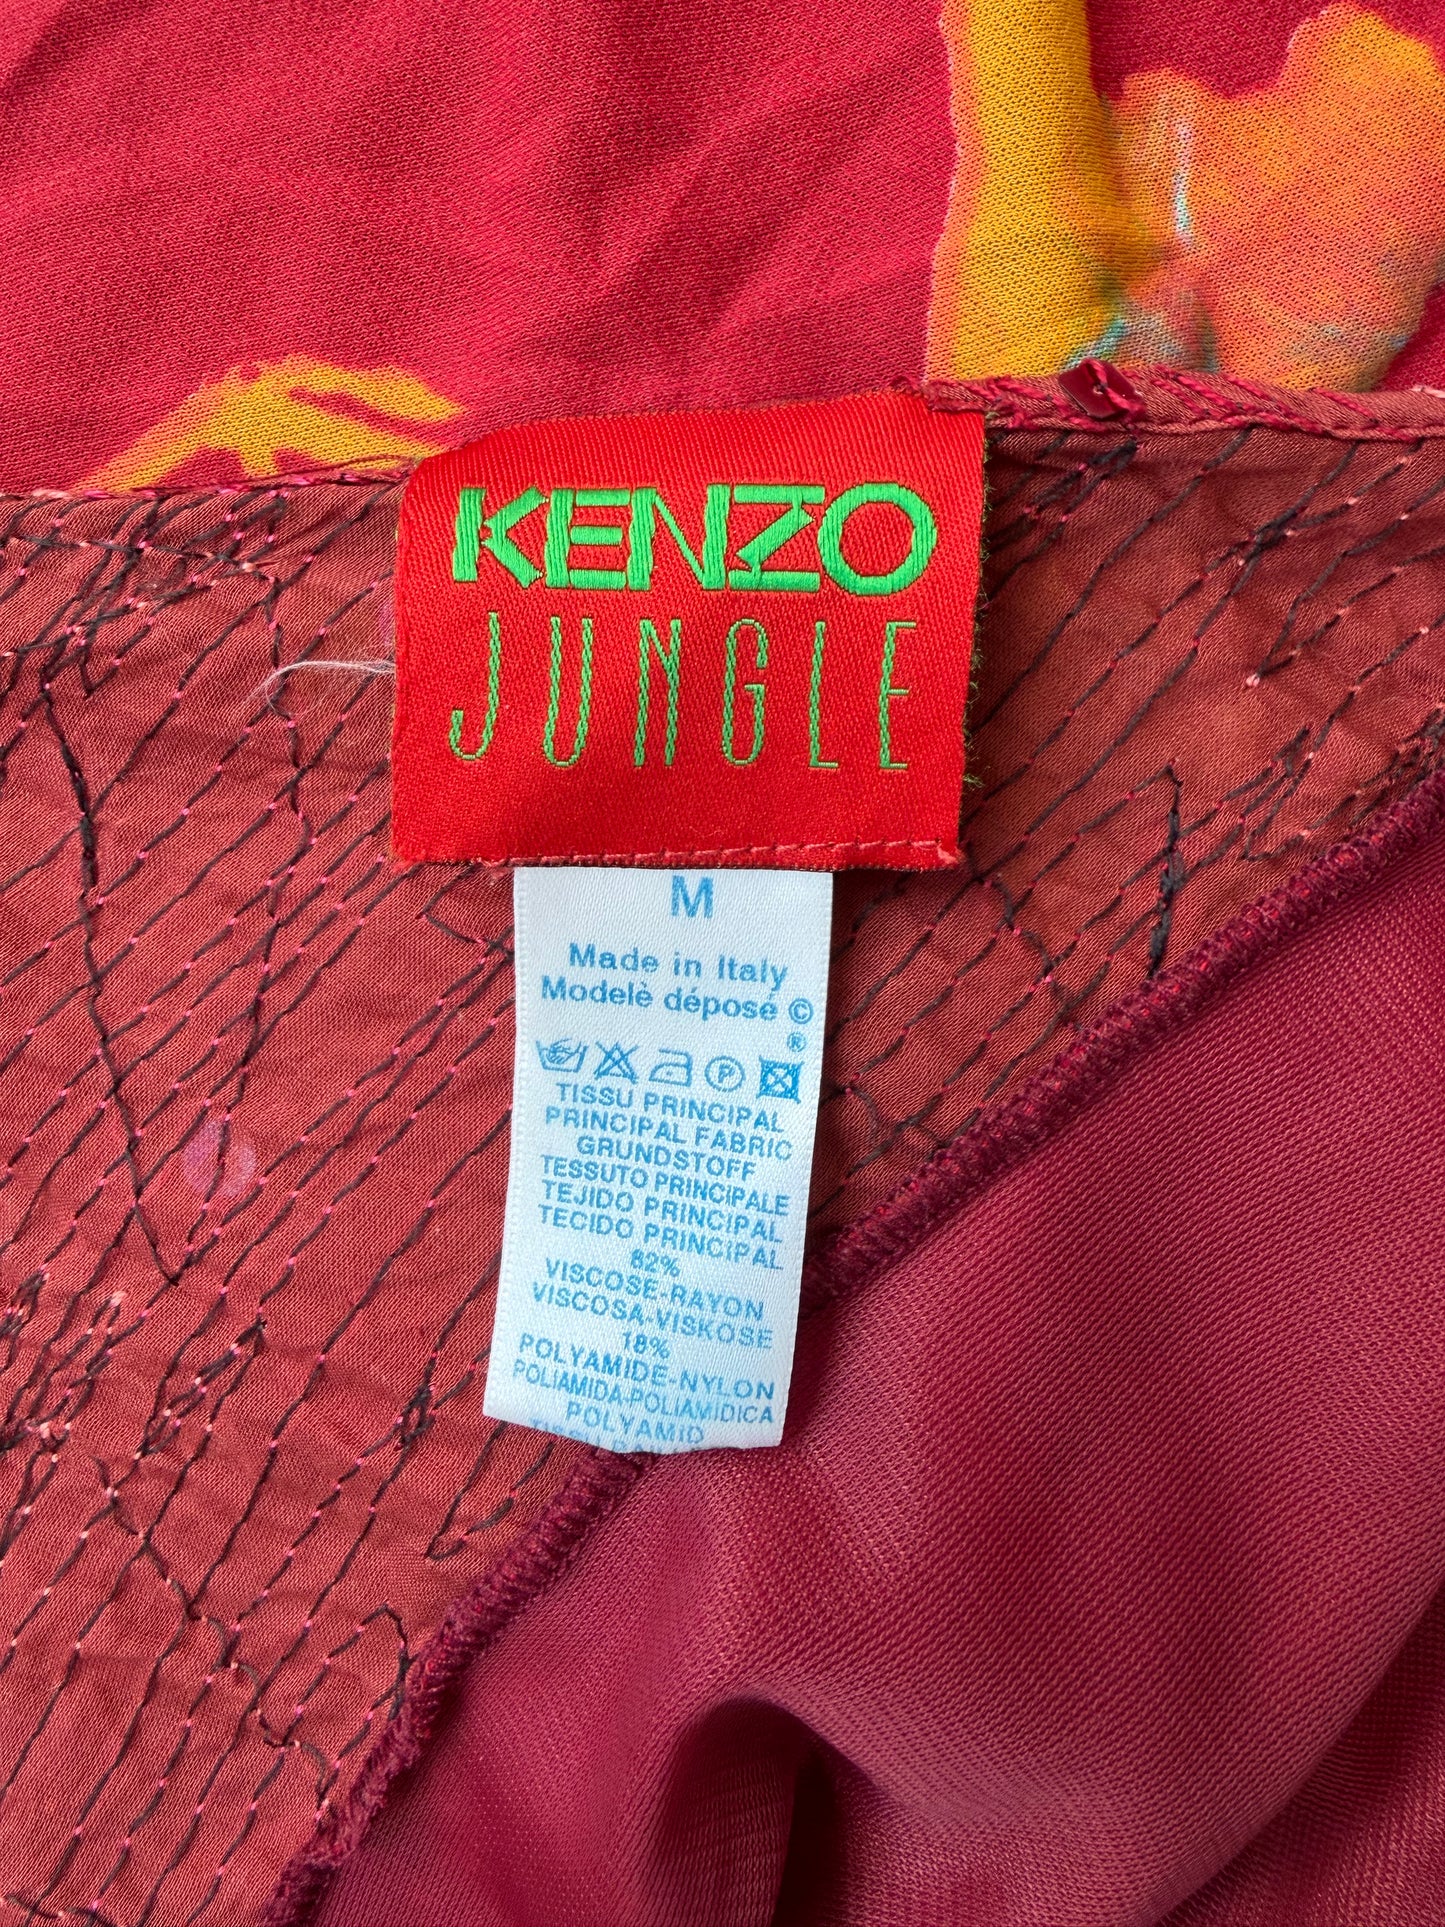 KENZO
JUNGLE
M
Made in Italy
Modelè déposé ©
®
P
TISSU PRINCIPAL
PRINCIPAL FABRIC
GRUNDSTOFF
TESSUTO PRINCIPALE
TEJIDO PRINCIPAL
TECIDO PRINCIPAL
82%
VISCOSE-RAYON
VISCOSA-VISKOSE
18%
POLYAMIDE-NYLON
POLIAMIDA-POLIAMIDICA
POLYAMID